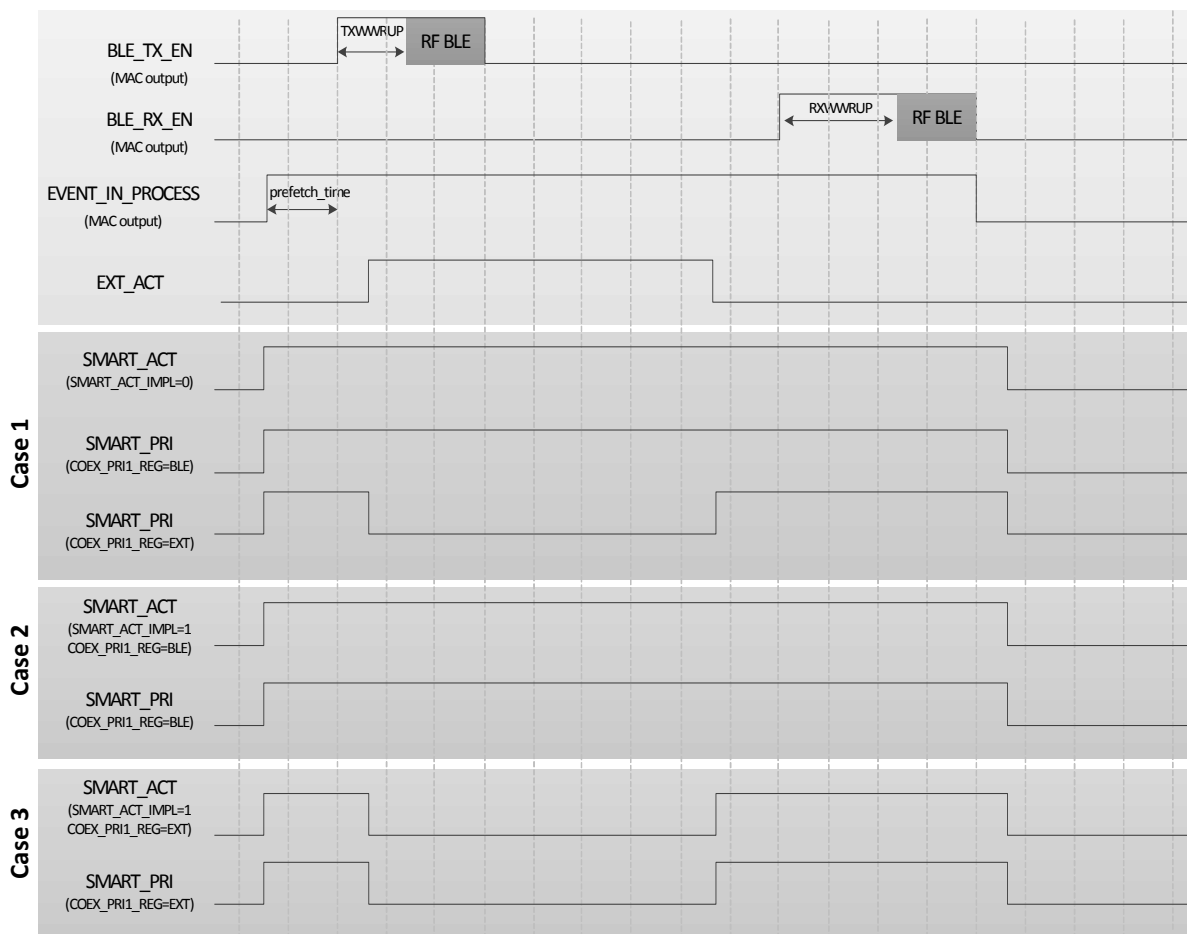 TXWWRUP
RF BLE
BLE_TX_EN
(MAC output)
RXWWRUP
RF BLE
BLE_RX_EN
(MAC output)
prefetch_time
EVENT_IN_PROCESS
(MAC output)
EXT_ACT
Case 1
SMART_ACT
(SMART_ACT_IMPL=0)
SMART_PRI
(COEX_PRI1_REG=BLE)
SMART_PRI
(COEX_PRI1_REG=EXT)
Case 2
SMART_ACT
(SMART_ACT_IMPL=1
COEX_PRI1_REG=BLE)
SMART_PRI
(COEX_PRI1_REG=BLE)
Case 3
SMART_ACT
(SMART_ACT_IMPL=1
COEX_PRI1_REG=EXT)
SMART_PRI
(COEX_PRI1_REG=EXT)